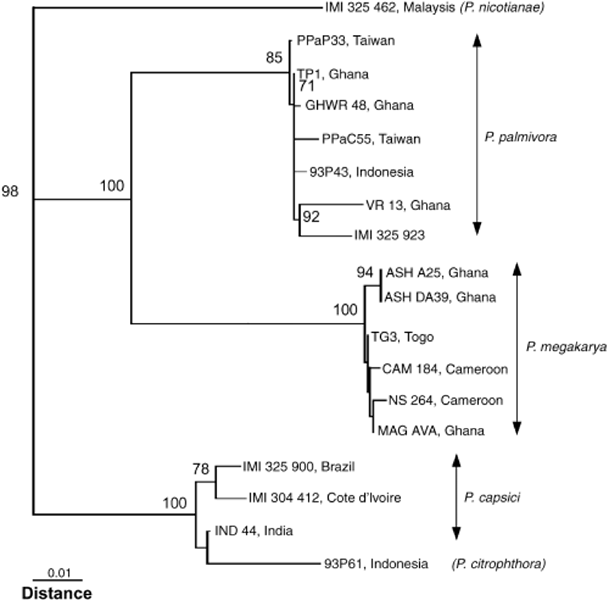 IMI 325 462, Malaysis (P. nicotianae)
PPaP33, Taiwan
85
TP1, Ghana
71
GHWR 48, Ghana
PPaC55, Taiwan
P. palmivora
93P43, Indonesia
100
98
VR 13, Ghana
92
IMI 325 923
94
ASH A25, Ghana
ASH DA39, Ghana
100
TG3, Togo
P. megakarya
CAM 184, Cameroon
NS 264, Cameroon
MAG AVA, Ghana
78
IMI 325 900, Brazil
IMI 304 412, Cote d'Ivoire
P. capsici
100
IND 44, India
93P61, Indonesia (P. citrophthora)
0.01
Distance